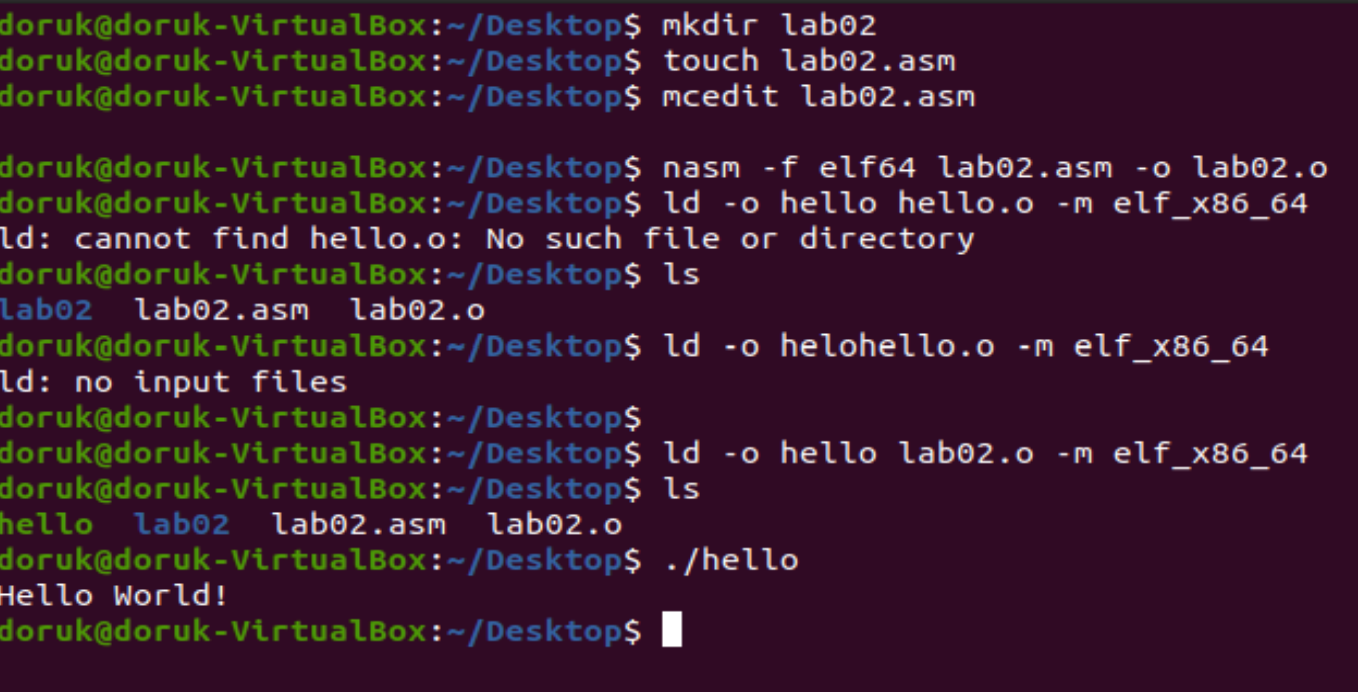 doruk@doruk-VirtualBox:~/Desktop$ mkdir lab02
doruk@doruk-VirtualBox:~/Desktop$ touch lab02.asm
doruk@doruk-VirtualBox:~/Desktop$ mcedit lab02.asm
doruk@doruk-VirtualBox:~/Desktop$ nasm -f elf64 lab02.asm -o lab02.o
doruk@doruk-VirtualBox:~/Desktop$ ld -o hello hello.o -m elf_x86_64
ld: cannot find hello.o: No such file or directory
doruk@doruk-VirtualBox:~/Desktop$ ls
lab02  lab02.asm  lab02.o
doruk@doruk-VirtualBox:~/Desktop$ ld -o helohello.o -m elf_x86_64
ld: no input files
doruk@doruk-VirtualBox:~/Desktop$
doruk@doruk-VirtualBox:~/Desktop$ ld -o hello lab02.o -m elf_x86_64
doruk@doruk-VirtualBox:~/Desktop$ ls
hello  lab02  lab02.asm  lab02.o
doruk@doruk-VirtualBox:~/Desktop$ ./hello
Hello World!
doruk@doruk-VirtualBox:~/Desktop$